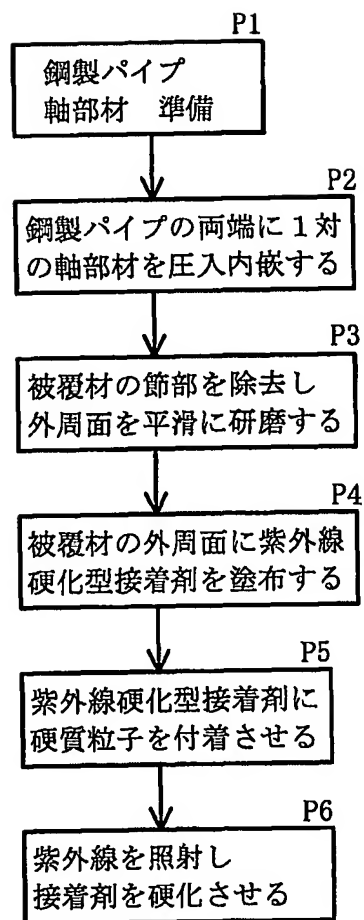 P1
鋼製パイプ
軸部材 準備
P2
鋼製パイプの両端に1対
の軸部材を圧入内嵌する
P3
被覆材の節部を除去し
外周面を平滑に研磨する
P4
被覆材の外周面に紫外線
硬化型接着剤を塗布する
P5
紫外線硬化型接着剤に
硬質粒子を付着させる
P6
紫外線を照射し
接着剤を硬化させる